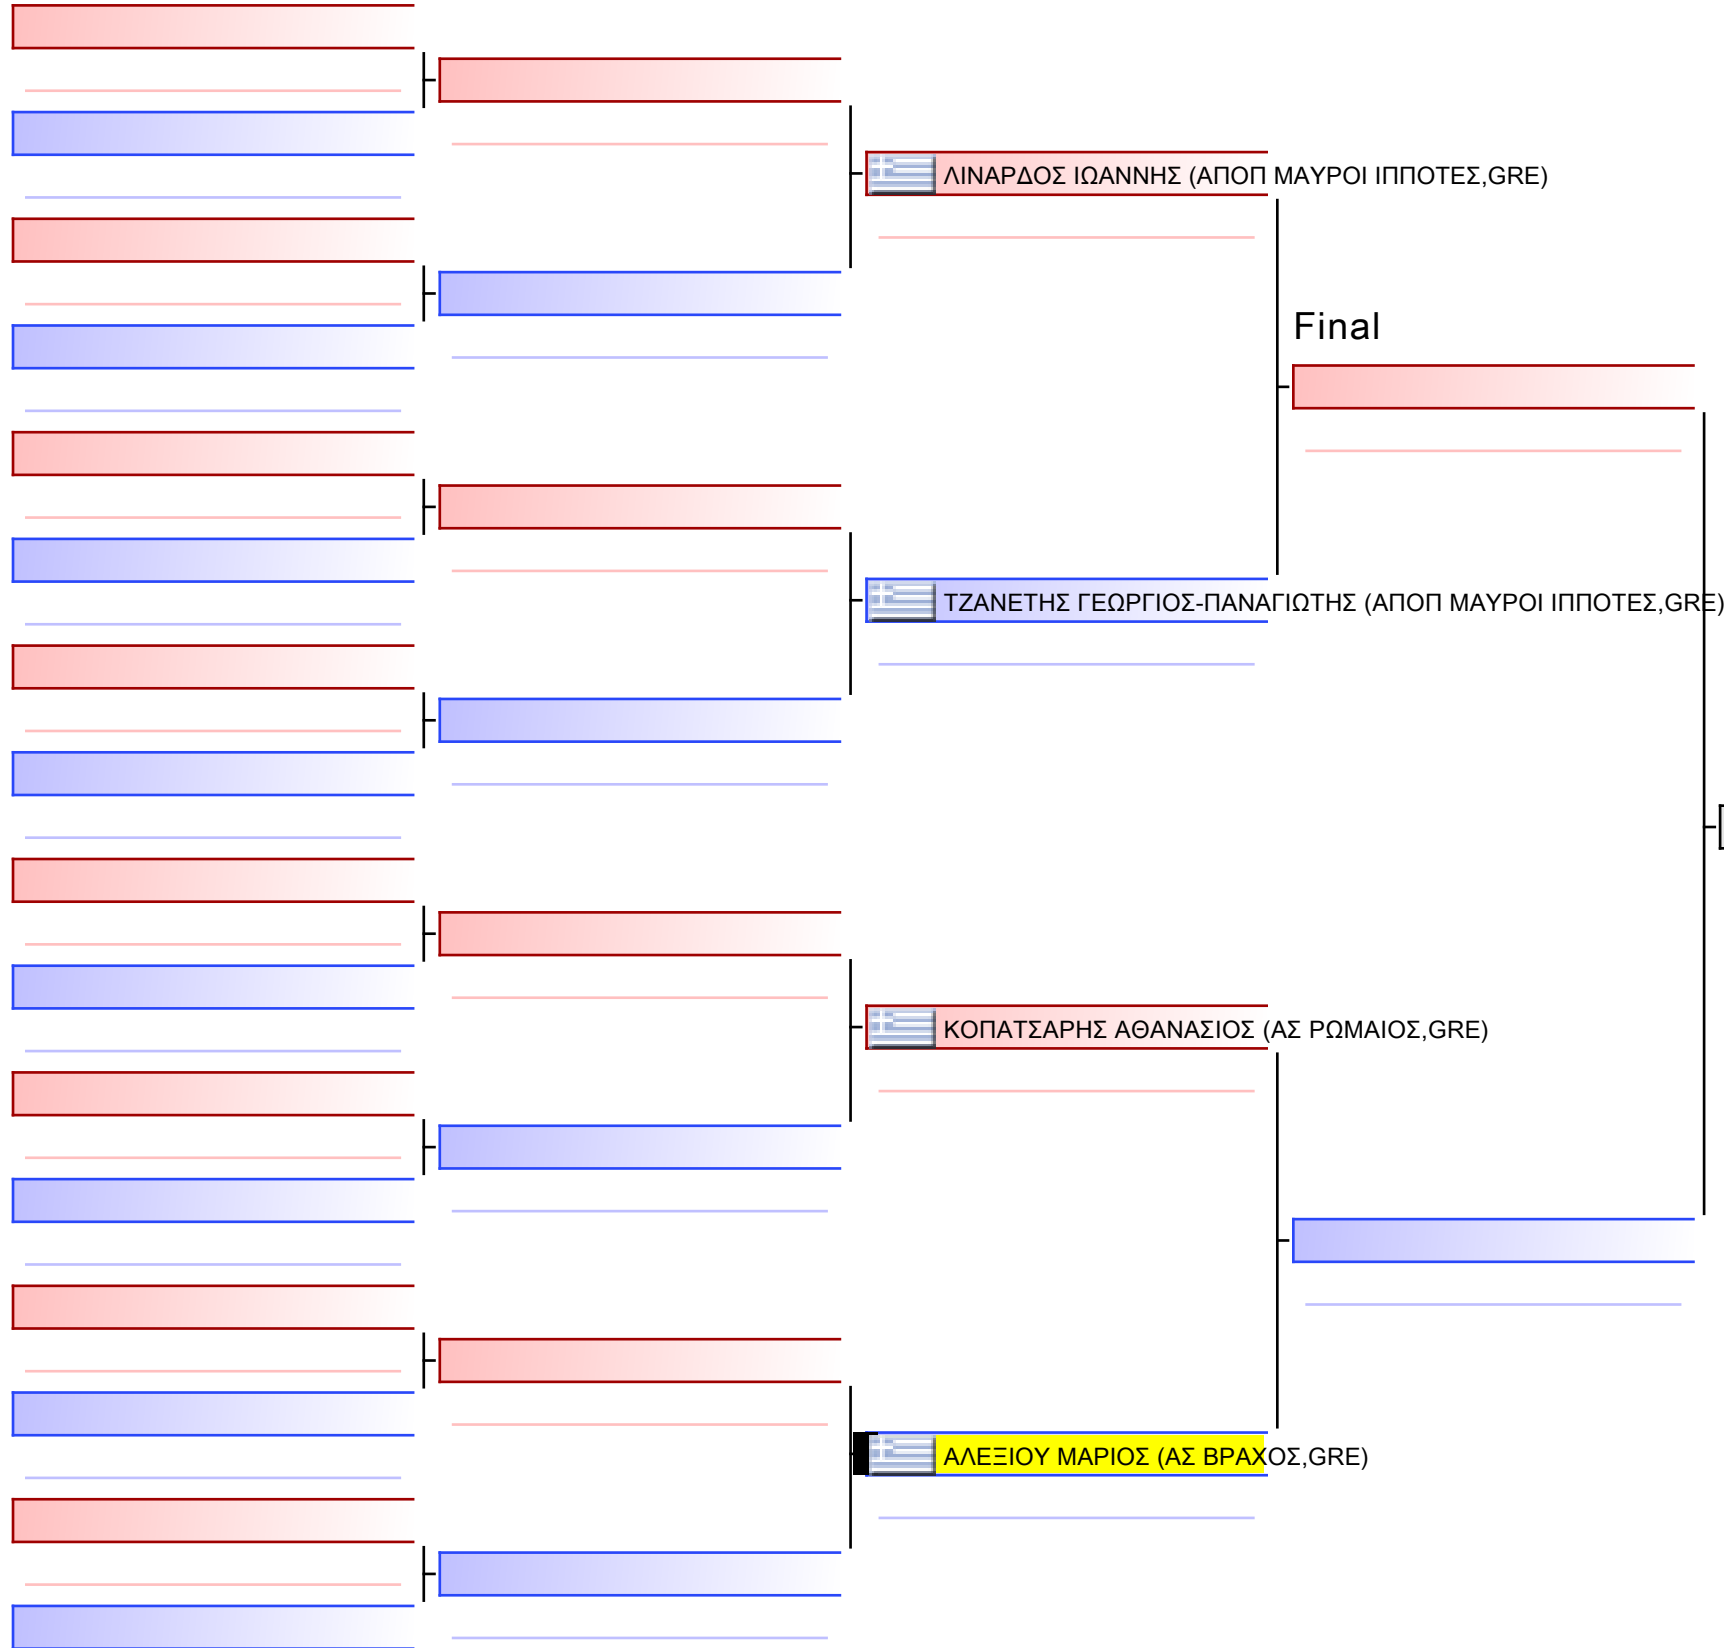 ΛΙΝΑΡΔΟΣ ΙΩΑΝΝΗΣ (ΑΠΟΠ ΜΑΥΡΟΙ ΙΠΠΟΤΕΣ,GRE)
Final
ΤΖΑΝΕΤΗΣ ΓΕΩΡΓΙΟΣ-ΠΑΝΑΓΙΩΤΗΣ (ΑΠΟΠ ΜΑΥΡΟΙ ΙΠΠΟΤΕΣ,GRE)
ΚΟΠΑΤΣΑΡΗΣ ΑΘΑΝΑΣΙΟΣ (ΑΣ ΡΩΜΑΙΟΣ,GRE)
ΑΛΕΞΙΟΥ ΜΑΡΙΟΣ (ΑΣ ΒΡΑΧΟΣ,GRE)